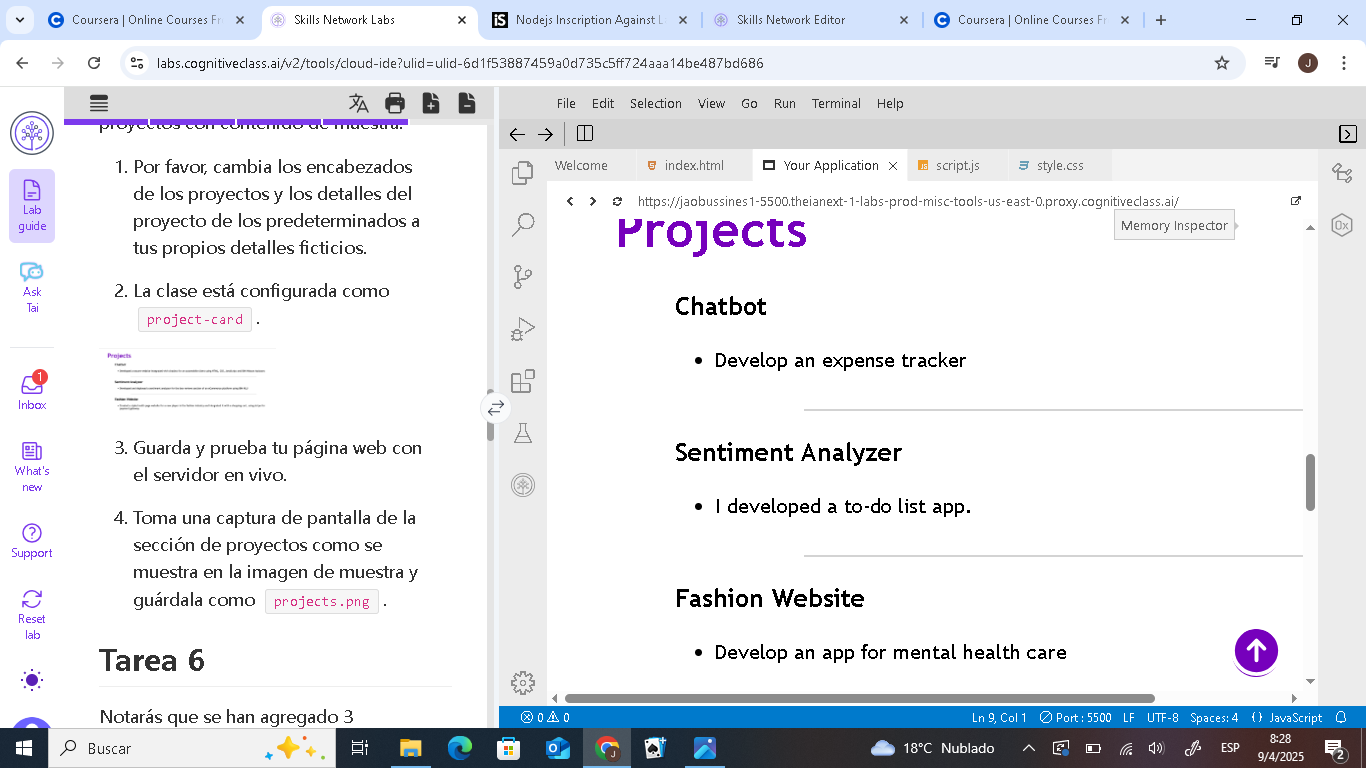 Coursera | Online Courses Fr
Skills Network Labs
Nodejs Inscription Against L
Skills Network Editor
Coursera | Online Courses Fr
labs.cognitiveclass.ai/v2/tools/cloud-ide?ulid=ulid-6d1f53887459a0d735c5ff724aaa14be487bd686
J
Lab
guide
Ask
Tai
1
Inbox
What's
new
Support
Reset
lab
proyectos con contenido de muestra.
1. Por favor, cambia los encabezados
de los proyectos y los detalles del
proyecto de los predeterminados a
tus propios detalles ficticios.
2. La clase está configurada como
project-card .
Projects
3. Guarda y prueba tu página web con
el servidor en vivo.
4. Toma una captura de pantalla de la
sección de proyectos como se
muestra en la imagen de muestra y
guárdala como projects.png .
Tarea 6
Notarás que se han agregado 3
File Edit Selection View Go Run Terminal Help
Welcome index.html Your Application script.js style.css
https://jaobussines1-5500.theianext-1-labs-prod-misc-tools-us-east-0.proxy.cognitiveclass.ai/
Memory Inspector
0x
Projects
Chatbot
• Develop an expense tracker
Sentiment Analyzer
• I developed a to-do list app.
Fashion Website
• Develop an app for mental health care
0 0 Ln 9, Col 1 Port : 5500 LF UTF-8 Spaces: 4 JavaScript
Buscar
18°C Nublado
ESP
8:28
9/4/2025
2